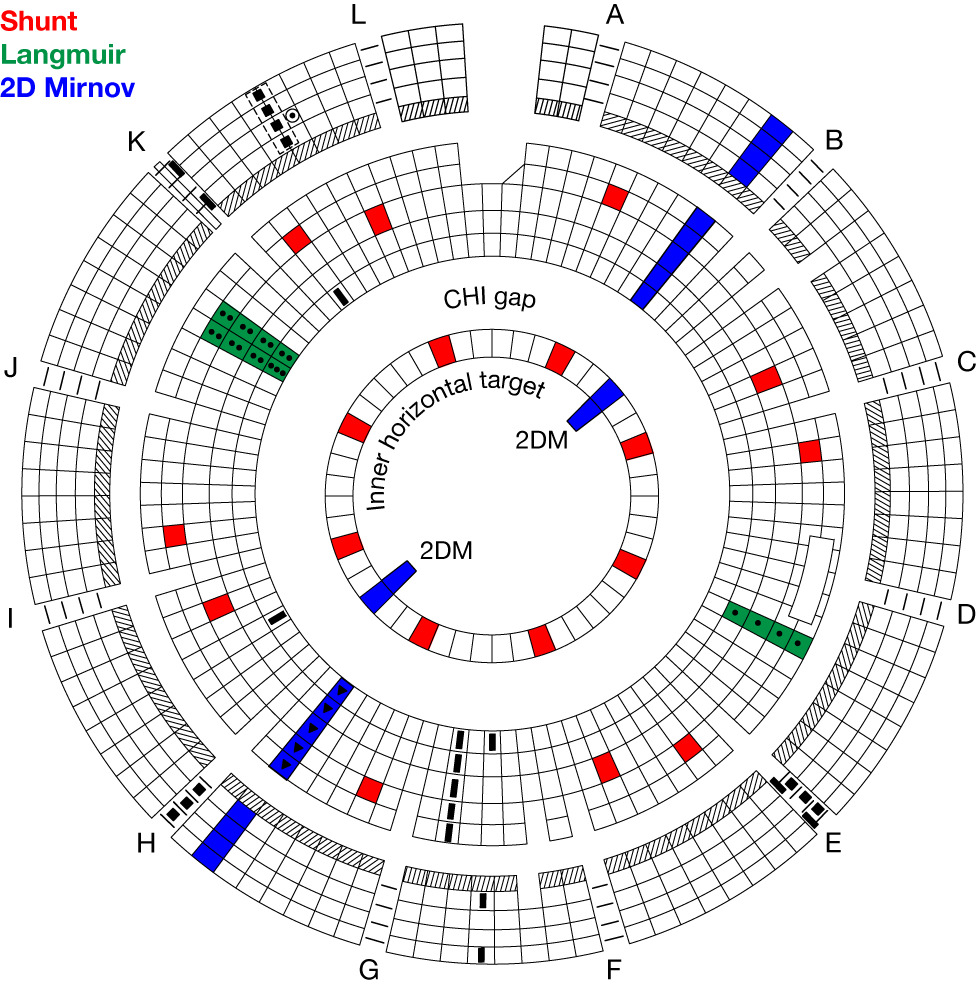 Shunt
Langmuir
2D Mirnov
L
A
K
B
CHI gap
J
C
Inner horizontal target
2DM
2DM
I
D
H
E
G
F